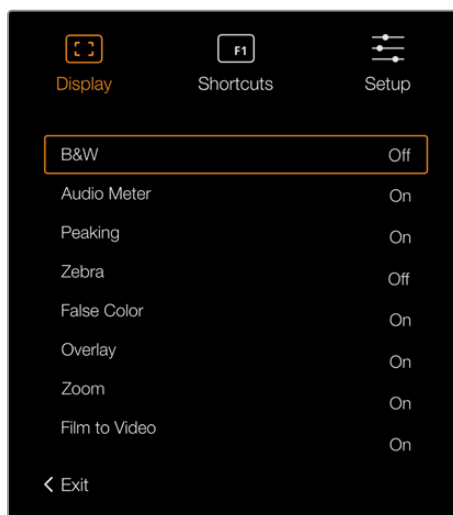 F1
Display Shortcuts Setup
B&W Off
Audio Meter On
Peaking On
Zebra Off
False Color On
Overlay On
Zoom On
Film to Video On
Exit